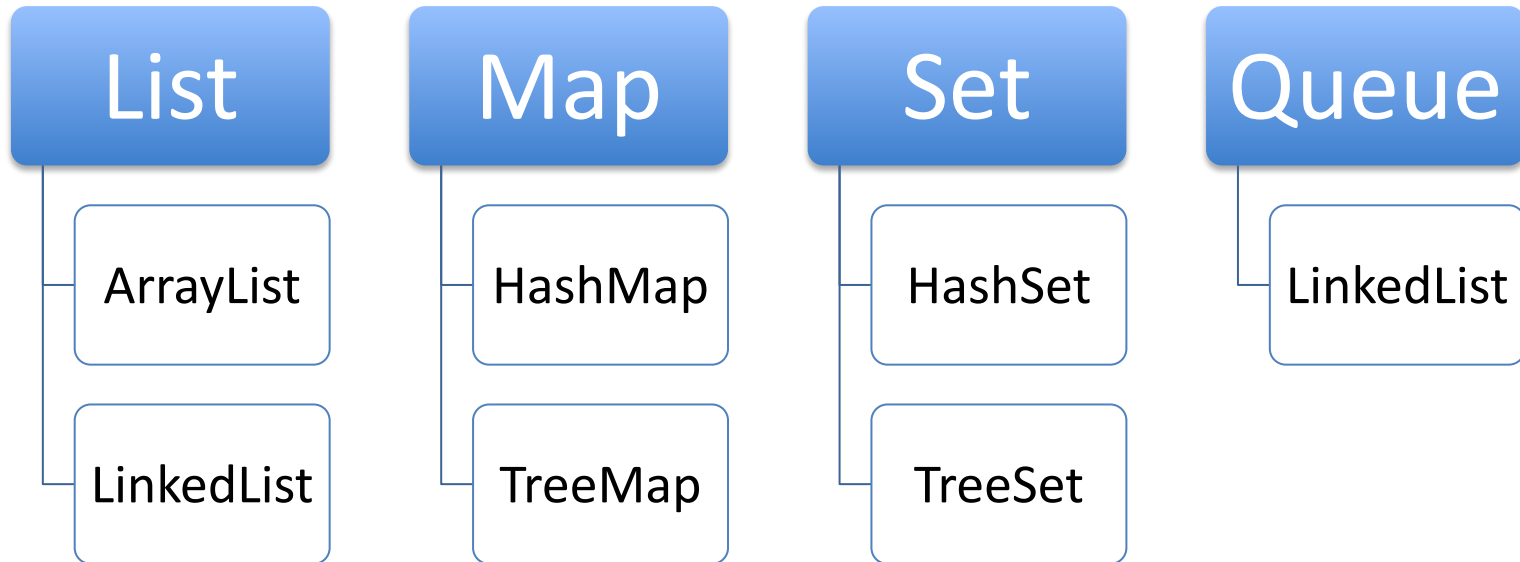 List
ArrayList
LinkedList
Map
HashMap
TreeMap
Set
HashSet
TreeSet
Queue
LinkedList